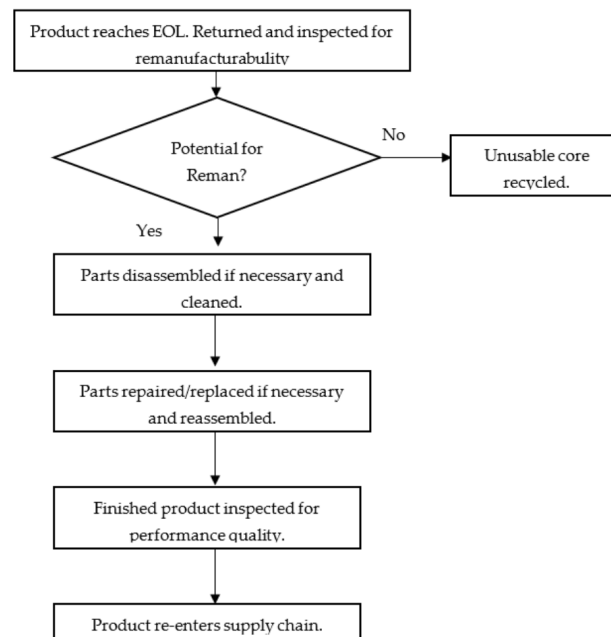 Product reaches EOL. Returned and inspected for
remanufacturabulity
Potential for
Reman?
No
Unusable core
recycled.
Yes
Parts disassembled if necessary and
cleaned.
Parts repaired/replaced if necessary
and reassembled.
Finished product inspected for
performance quality.
Product re-enters supply chain.